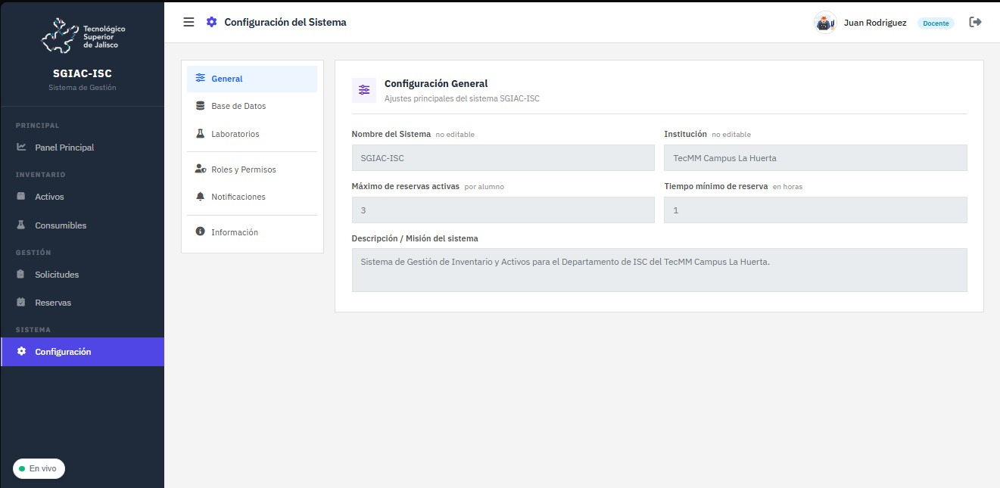 Tecnológico
Superior
de Jalisco
SGIAC-ISC
Sistema de Gestión
PRINCIPAL
Panel Principal
INVENTARIO
Activos
Consumibles
GESTIÓN
Solicitudes
Reservas
SISTEMA
Configuración
En vivo
Configuración del Sistema
Juan Rodriguez
Docente
General
Base de Datos
Laboratorios
Roles y Permisos
Notificaciones
Información
Configuración General
Ajustes principales del sistema SGIAC-ISC
Nombre del Sistema no editable
SGIAC-ISC
Institución no editable
TecMM Campus La Huerta
Máximo de reservas activas por alumno
3
Tiempo mínimo de reserva en horas
1
Descripción / Misión del sistema
Sistema de Gestión de Inventario y Activos para el Departamento de ISC del TecMM Campus La Huerta.